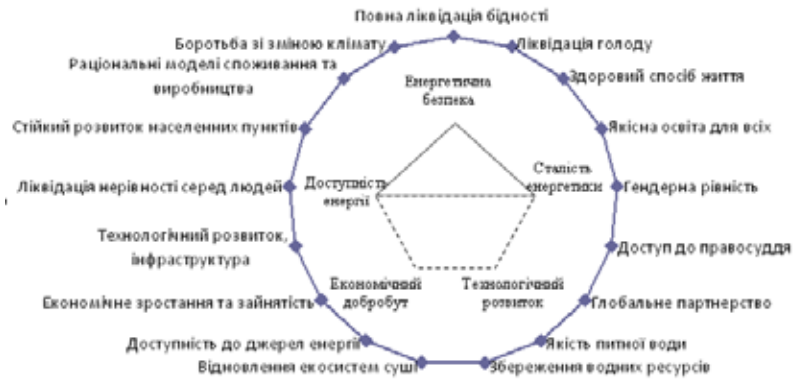 Повна ліквідація бідності
Боротьба зі зміною клімату
Ліквідація голоду
Раціональні моделі споживання та
виробництва
Здоровий спосіб життя
Енергетична
безпека
Стійкий розвиток населенних пунктів
Якісна освіта для всіх
Ліквідація нерівності серед людей
Доступність
енергії
Сталість
енергетики
Гендерна рівність
Технологічний розвиток,
інфраструктура
Доступ до правосуддя
Економічний
добробут
Технологічний
розвиток
Економічне зростання та зайнятість
Глобальне партнерство
Доступність до джерел енергії
Якість питної води
Відновлення екосистем суші
Збереження водних ресурсів